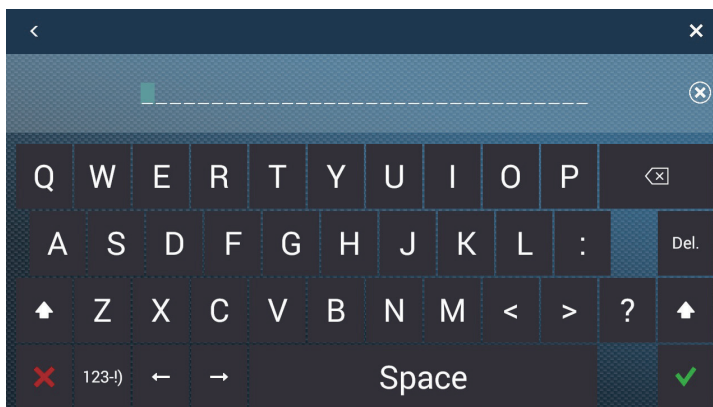 Q W E R T Y U I O P
A S D F G H J K L : Del.
Z X C V B N M < > ?
123-!) ← → Space